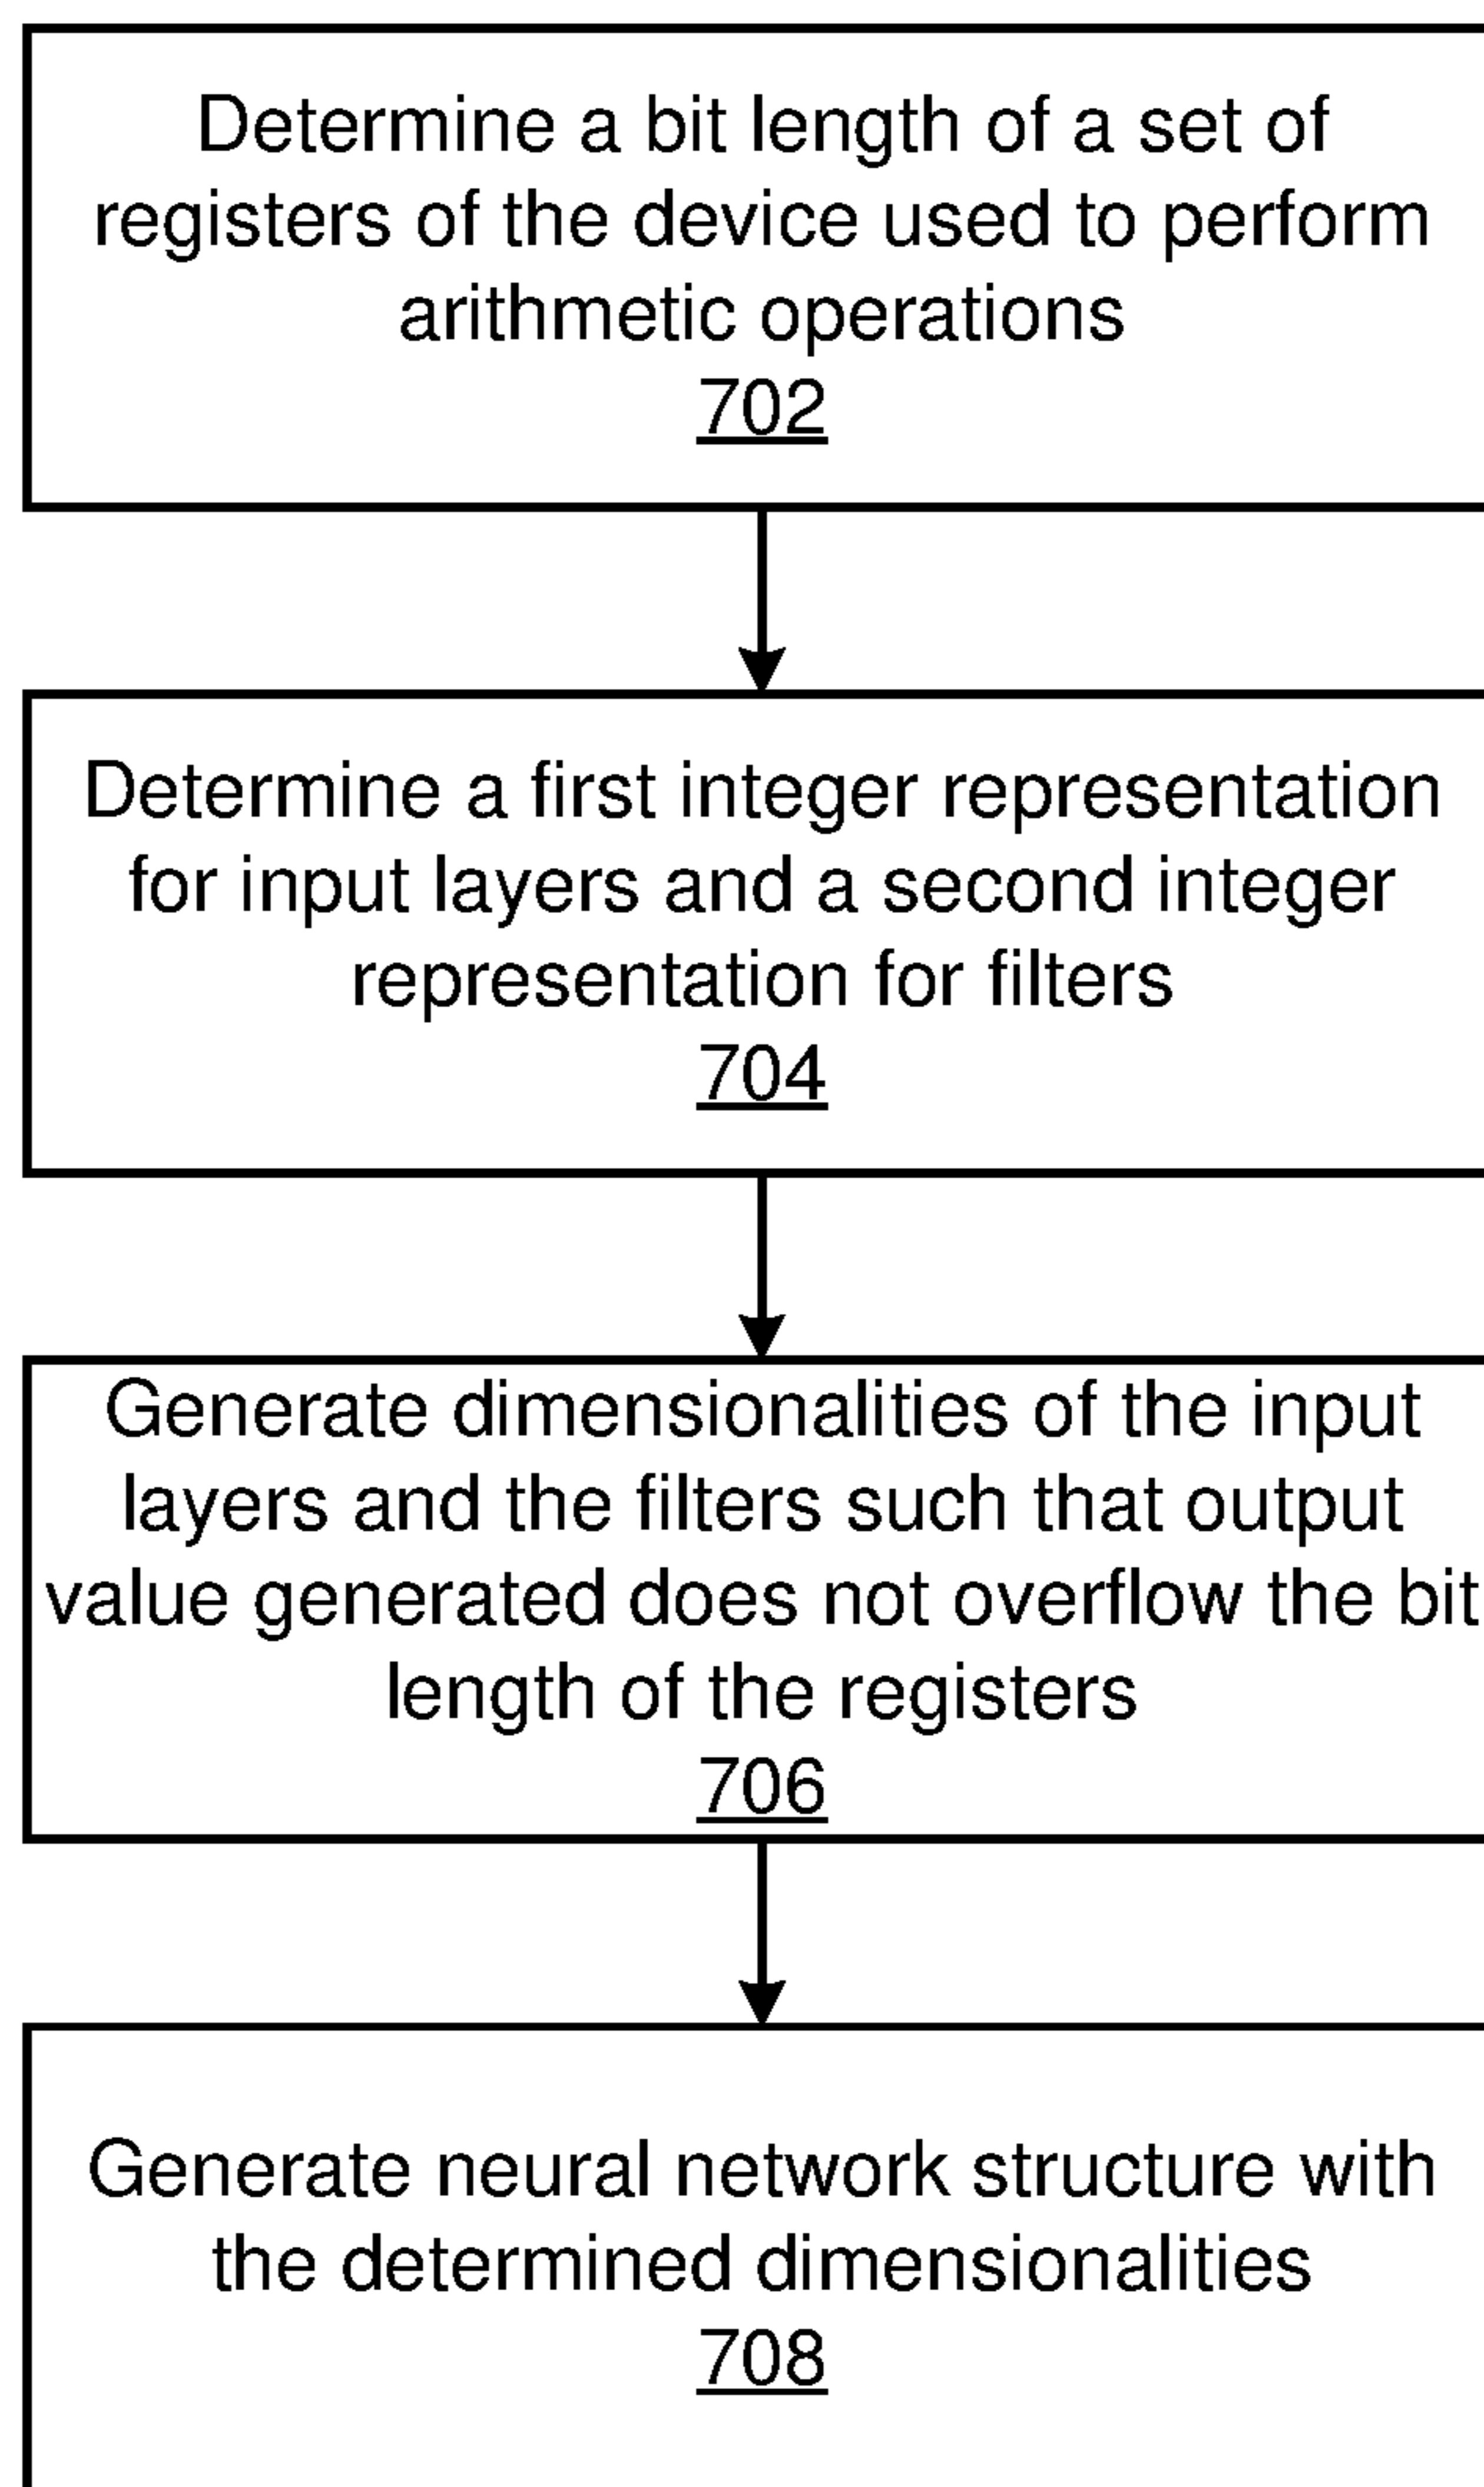 Determine a bit length of a set of
registers of the device used to perform
arithmetic operations
702
Determine a first integer representation
for input layers and a second integer
representation for filters
704
Generate dimensionalities of the input
layers and the filters such that output
value generated does not overflow the bit
length of the registers
706
Generate neural network structure with
the determined dimensionalities
708